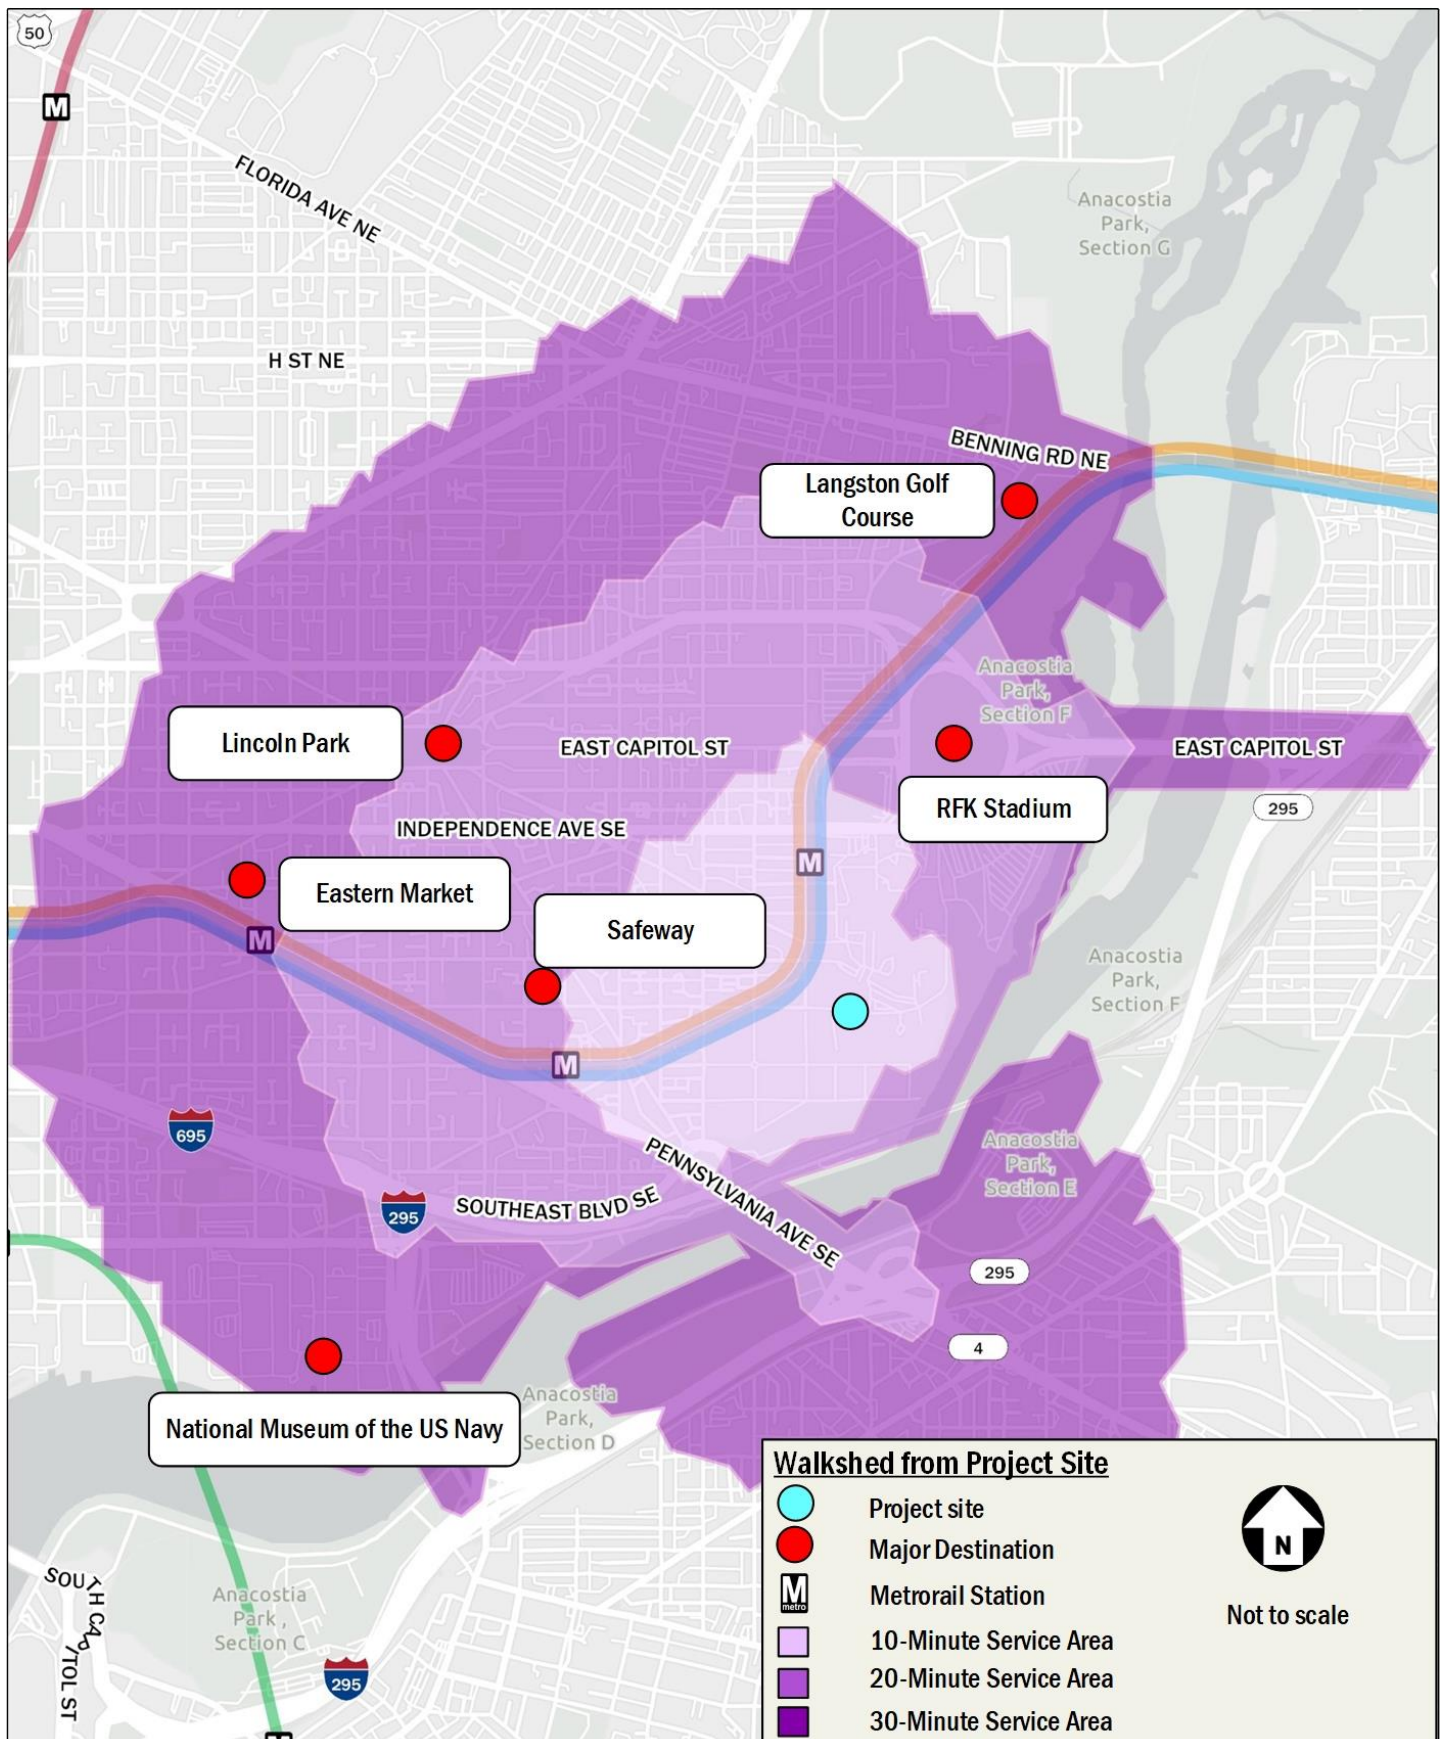 50
M
FLORIDA AVE NE
Anacostia
Park,
Section G
H ST NE
BENNING RD NE
Langston Golf
Course
Anacostia
Park,
Section F
Lincoln Park
EAST CAPITOL ST
EAST CAPITOL ST
RFK Stadium
295
INDEPENDENCE AVE SE
M
Eastern Market
Safeway
M
Anacostia
Park,
Section F
M
695
PENNSYLVANIA AVE SE
Anacostia
Park,
Section E
295
SOUTHEAST BLVD SE
295
4
National Museum of the US Navy
Anacostia
Park,
Section D
SOUTH CAPITOL ST
Anacostia
Park ,
Section C
295
Walkshed from Project Site
Project site
Major Destination
M
metro
Metrorail Station
10-Minute Service Area
20-Minute Service Area
30-Minute Service Area
N
Not to scale